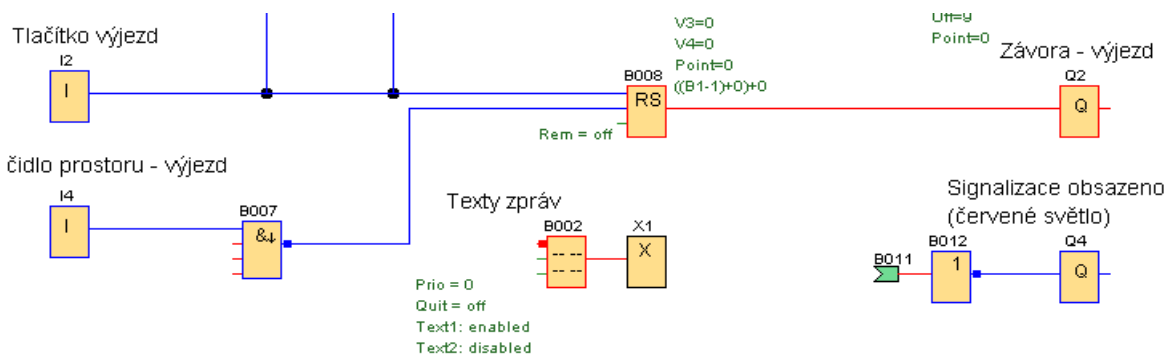 V3=0
V4=0
Point=0
((B1-1)+0)+0
Off=9
Point=0
Tlačítko výjezd
I2
I
B008
RS
Rem = off
Závora - výjezd
Q2
Q
čidlo prostoru - výjezd
I4
I
B007
&↓
Texty zpráv
B002
X1
X
Prio = 0
Quit = off
Text1: enabled
Text2: disabled
Signalizace obsazeno
(červené světlo)
B011
B012
1
Q4
Q